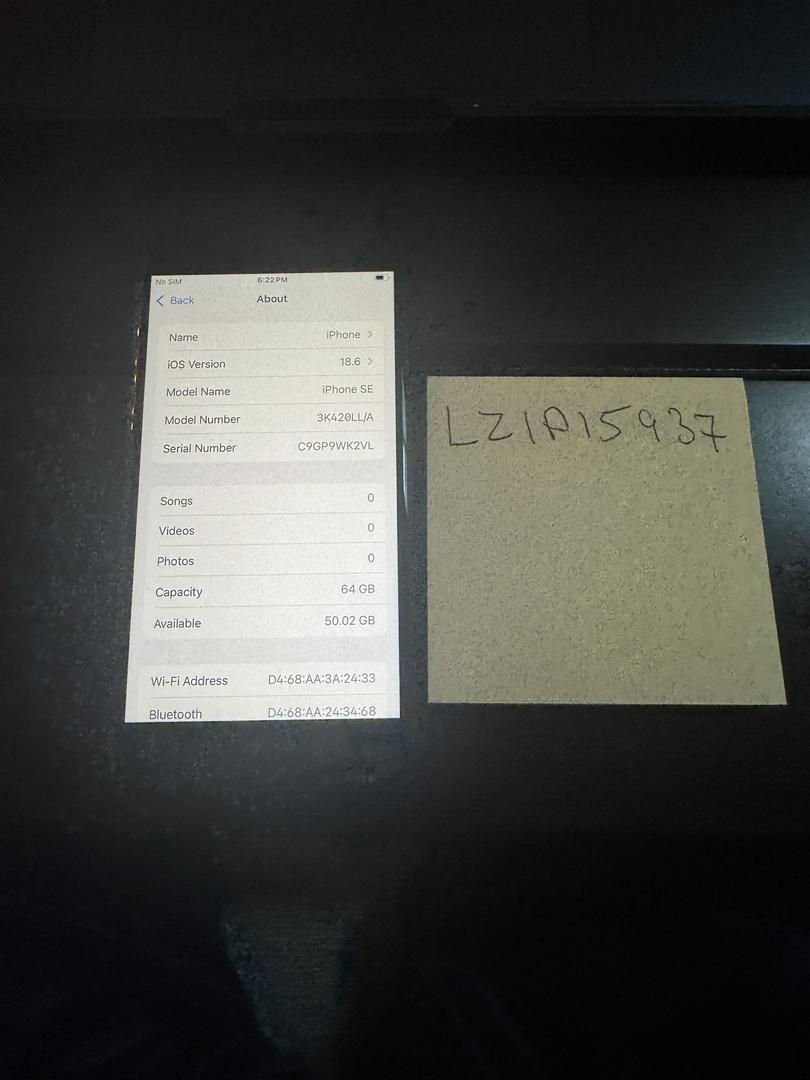 No SIM 6:22 PM
Back About
Name iPhone
iOS Version 18.6
Model Name iPhone SE
Model Number 3K420LL/A
Serial Number C9GP9WK2VL
Songs 0
Videos 0
Photos 0
Capacity 64 GB
Available 50.02 GB
Wi-Fi Address D4:68:AA:3A:24:33
Bluetooth D4:68:AA:24:34:68
LZ1A15937